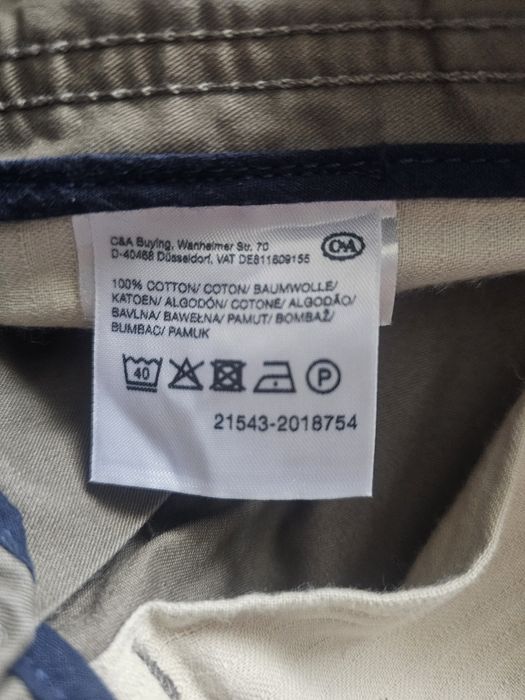 C&A Buying, Wanheimer Str. 70
D-40468 Düsseldorf, VAT DE811609155
C&A
100% COTTON/ COTON/ BAUMWOLLE/
KATOEN/ ALGODÓN/ COTONE/ ALGODÃO/
BAVLNA/ BAWEŁNA/ PAMUT/ BOMBAŽ/
BUMBAC/ PAMUK
40
P
21543-2018754